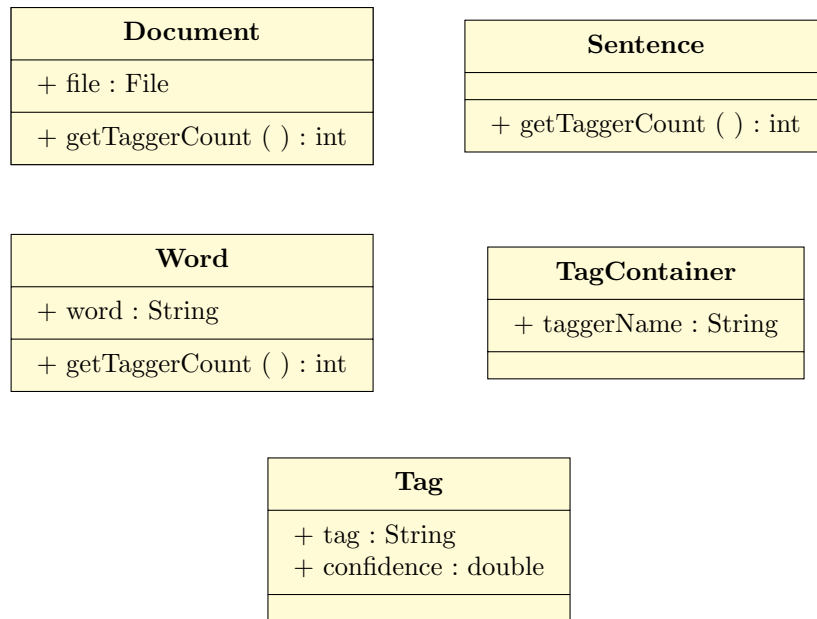 Document
+ file : File
+ getTaggerCount ( ) : int
Sentence
+ getTaggerCount ( ) : int
Word
+ word : String
+ getTaggerCount ( ) : int
TagContainer
+ taggerName : String
Tag
+ tag : String
+ confidence : double